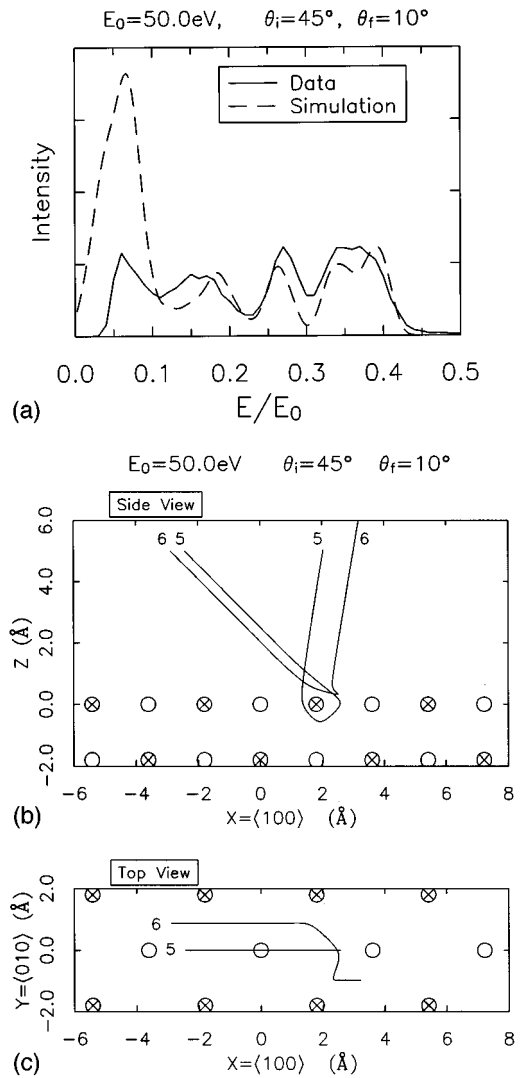 E₀=50.0eV, θᵢ=45°, θf=10°
Data
Simulation
Intensity
0.0 0.1 0.2 0.3 0.4 0.5
E/E₀
(a)
E₀=50.0eV θᵢ=45° θf=10°
Side View
6 5 5 6
Z (Å)
6.0
4.0
2.0
0.0
-2.0
-6 -4 -2 0 2 4 6 8
X=⟨100⟩ (Å)
(b)
Top View
Y=⟨010⟩ (Å)
2.0
0.0
-2.0
6
5
-6 -4 -2 0 2 4 6 8
X=⟨100⟩ (Å)
(c)